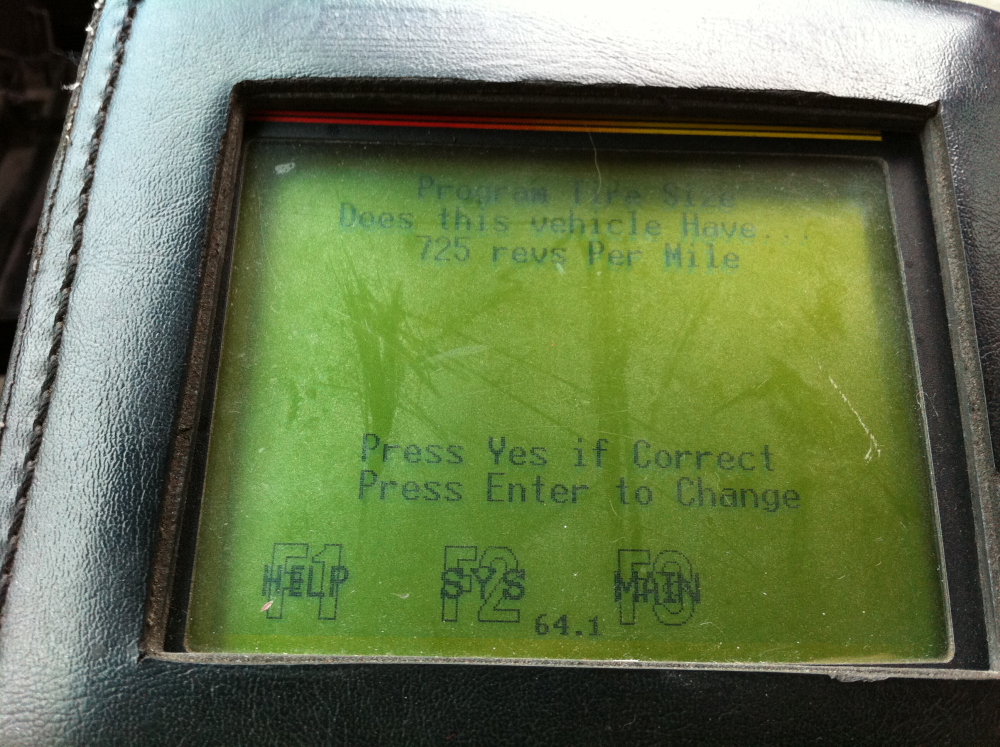 Program Tire Size
Does this vehicle Have...
725 revs Per Mile
Press Yes if Correct
Press Enter to Change
F1 F2 F3
HELP SYS MAIN
64.1